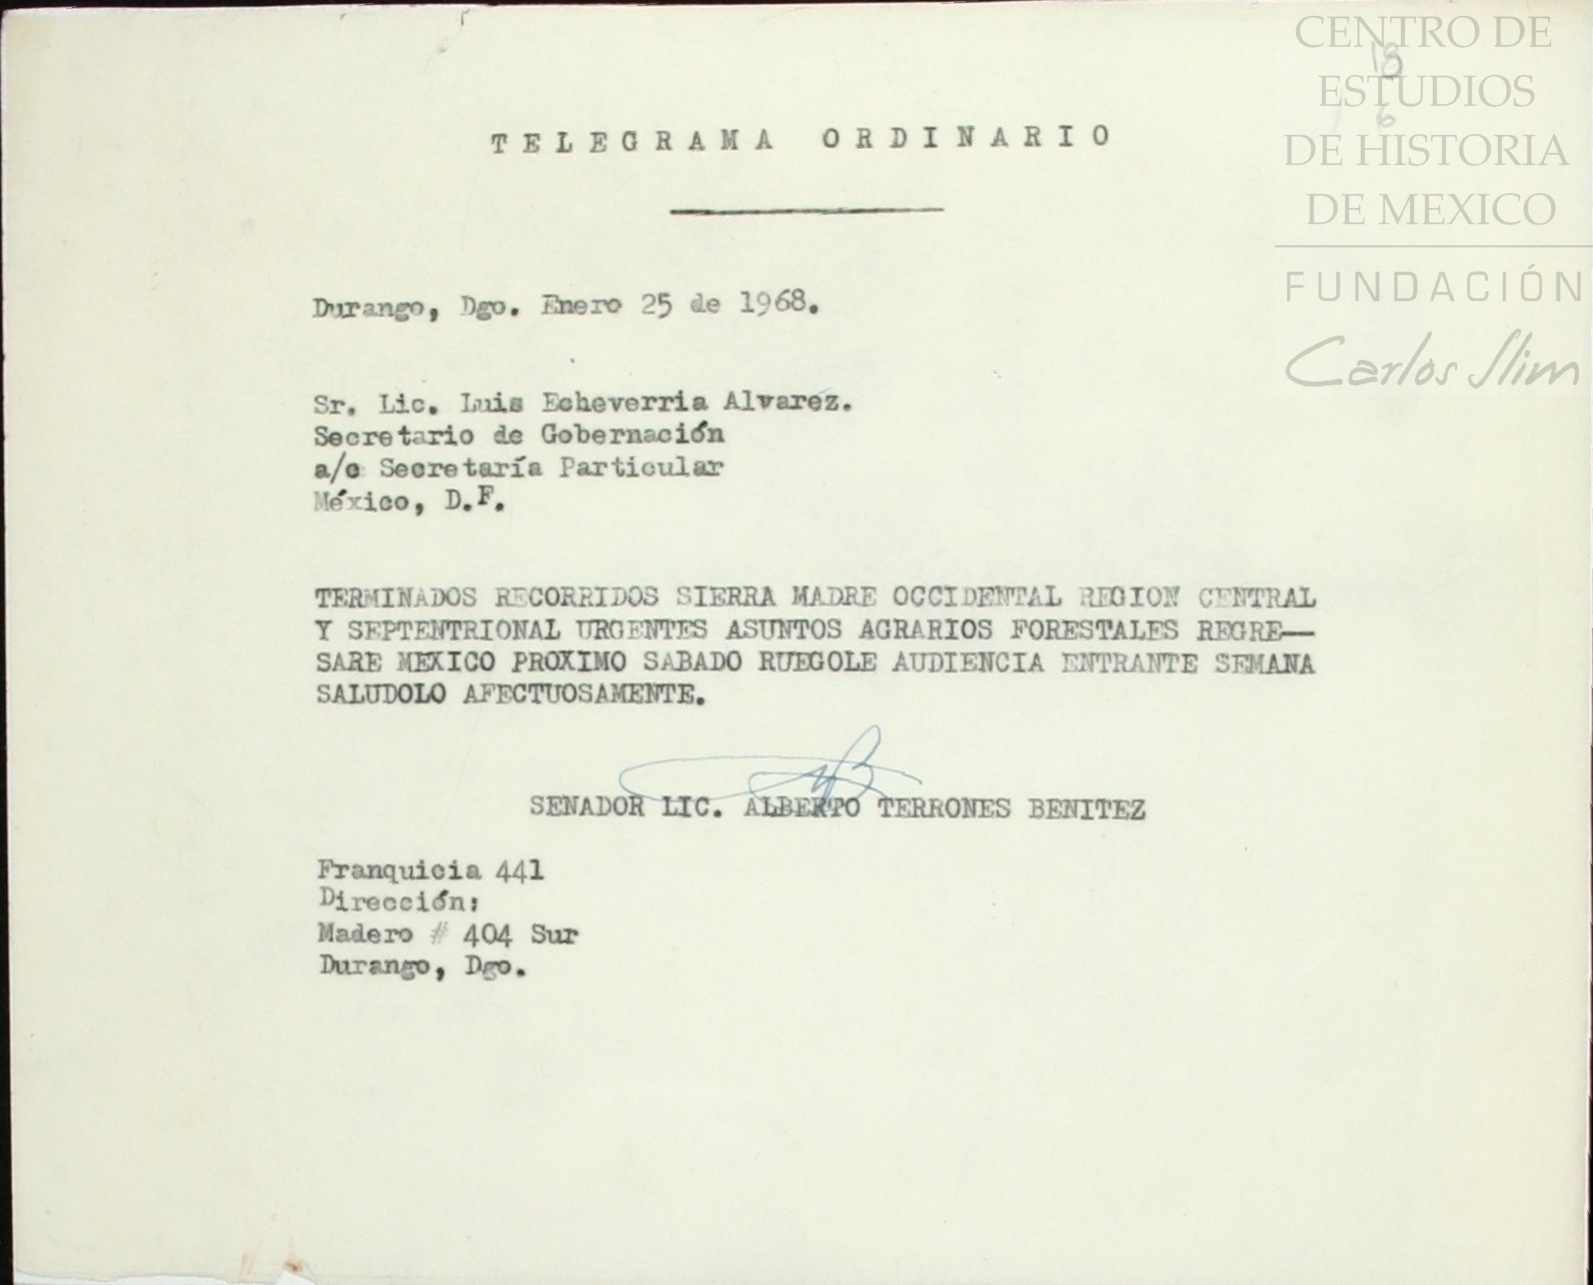 CENTRO DE
ESTUDIOS
DE HISTORIA
DE MEXICO
FUNDACIÓN
Carlos Slim
18
6
TELEGRAMA ORDINARIO
Durango, Dgo. Enero 25 de 1968.
Sr. Lic. Luis Echeverria Alvarez.
Secretario de Gobernación
a/c Secretaría Particular
México, D.F.
TERMINADOS RECORRIDOS SIERRA MADRE OCCIDENTAL REGION CENTRAL
Y SEPTENTRIONAL URGENTES ASUNTOS AGRARIOS FORESTALES REGRE—
SARE MEXICO PROXIMO SABADO RUEGOLE AUDIENCIA ENTRANTE SEMANA
SALUDOLO AFECTUOSAMENTE.
SENADOR LIC. ALBERTO TERRONES BENITEZ
Franquicia 441
Dirección:
Madero # 404 Sur
Durango, Dgo.